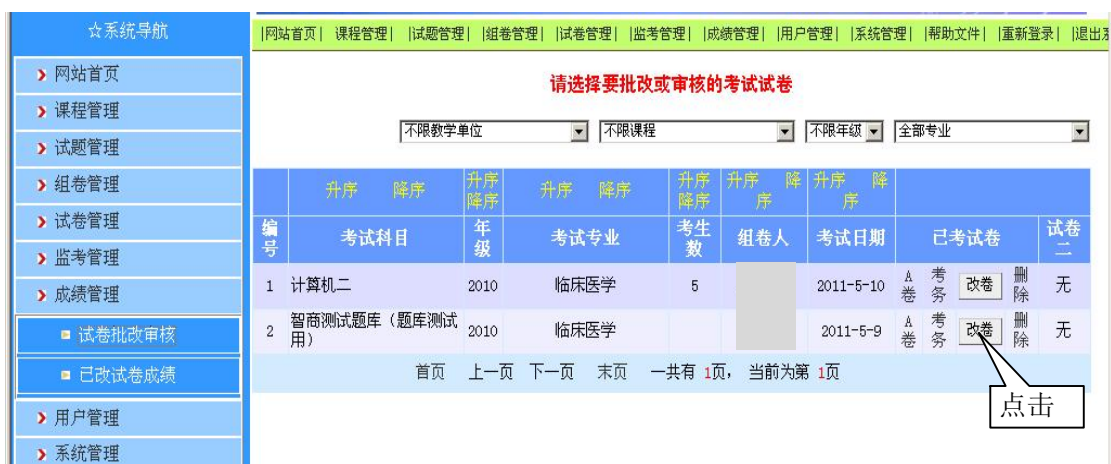 ☆系统导航
|网站首页| 课程管理| |试题管理| |组卷管理| |试卷管理| |监考管理| |成绩管理| |用户管理| |系统管理| |帮助文件| |重新登录| |退出
网站首页
课程管理
试题管理
组卷管理
试卷管理
监考管理
成绩管理
试卷批改审核
已改试卷成绩
用户管理
系统管理
请选择要批改或审核的考试试卷
不限教学单位 不限课程 不限年级 全部专业
升序 降序 升序 降序 升序 降序 升序 降序 升序 降序 升序 降序
编号 考试科目 年级 考试专业 考生数 组卷人 考试日期 已考试卷 试卷二
1 计算机二 2010 临床医学 5 2011-5-10 A卷 考务 改卷 删除 无
2 智商测试题库（题库测试用） 2010 临床医学 2011-5-9 A卷 考务 改卷 删除 无
首页 上一页 下一页 末页 一共有 1页， 当前为第 1页
点击